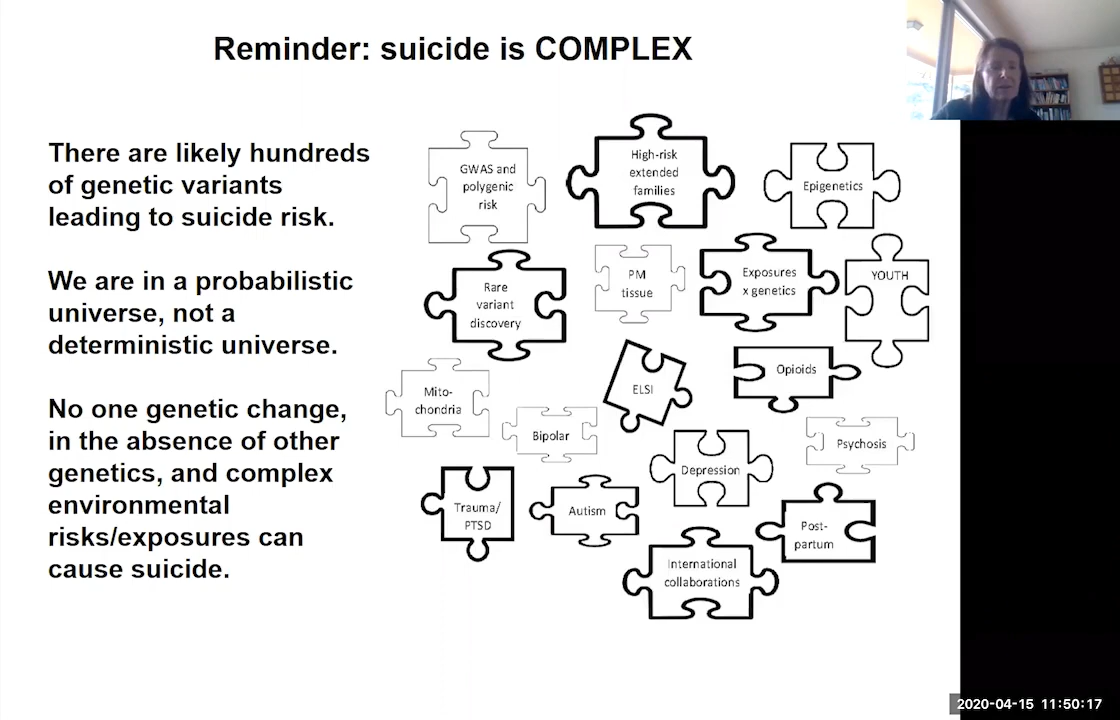 Reminder: suicide is COMPLEX
There are likely hundreds
of genetic variants
leading to suicide risk.
We are in a probabilistic
universe, not a
deterministic universe.
No one genetic change,
in the absence of other
genetics, and complex
environmental
risks/exposures can
cause suicide.
GWAS and
polygenic
risk
High-risk
extended
families
Epigenetics
Rare
variant
discovery
PM
tissue
Exposures
x genetics
YOUTH
Mito-
chondria
Bipolar
ELSI
Opioids
Depression
Psychosis
Trauma/
PTSD
Autism
Post-
partum
International
collaborations
2020-04-15 11:50:17